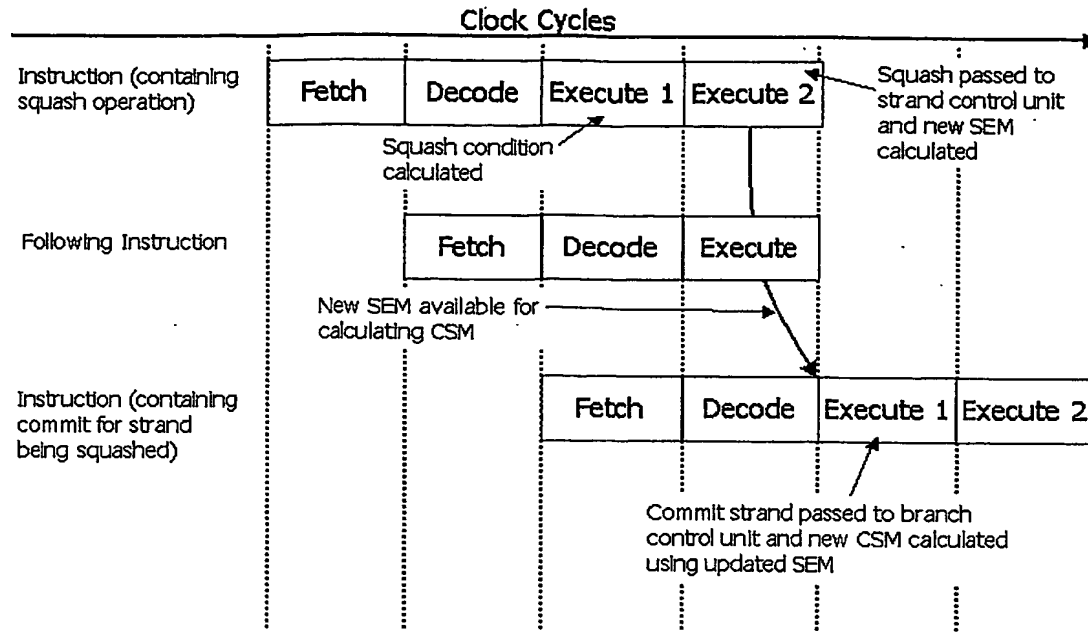 Clock Cycles
Instruction (containing
squash operation)
Fetch
Decode
Execute 1
Execute 2
Squash passed to
strand control unit
and new SEM
calculated
Squash condition
calculated
Following Instruction
Fetch
Decode
Execute
New SEM available for
calculating CSM
Instruction (containing
commit for strand
being squashed)
Fetch
Decode
Execute 1
Execute 2
Commit strand passed to branch
control unit and new CSM calculated
using updated SEM